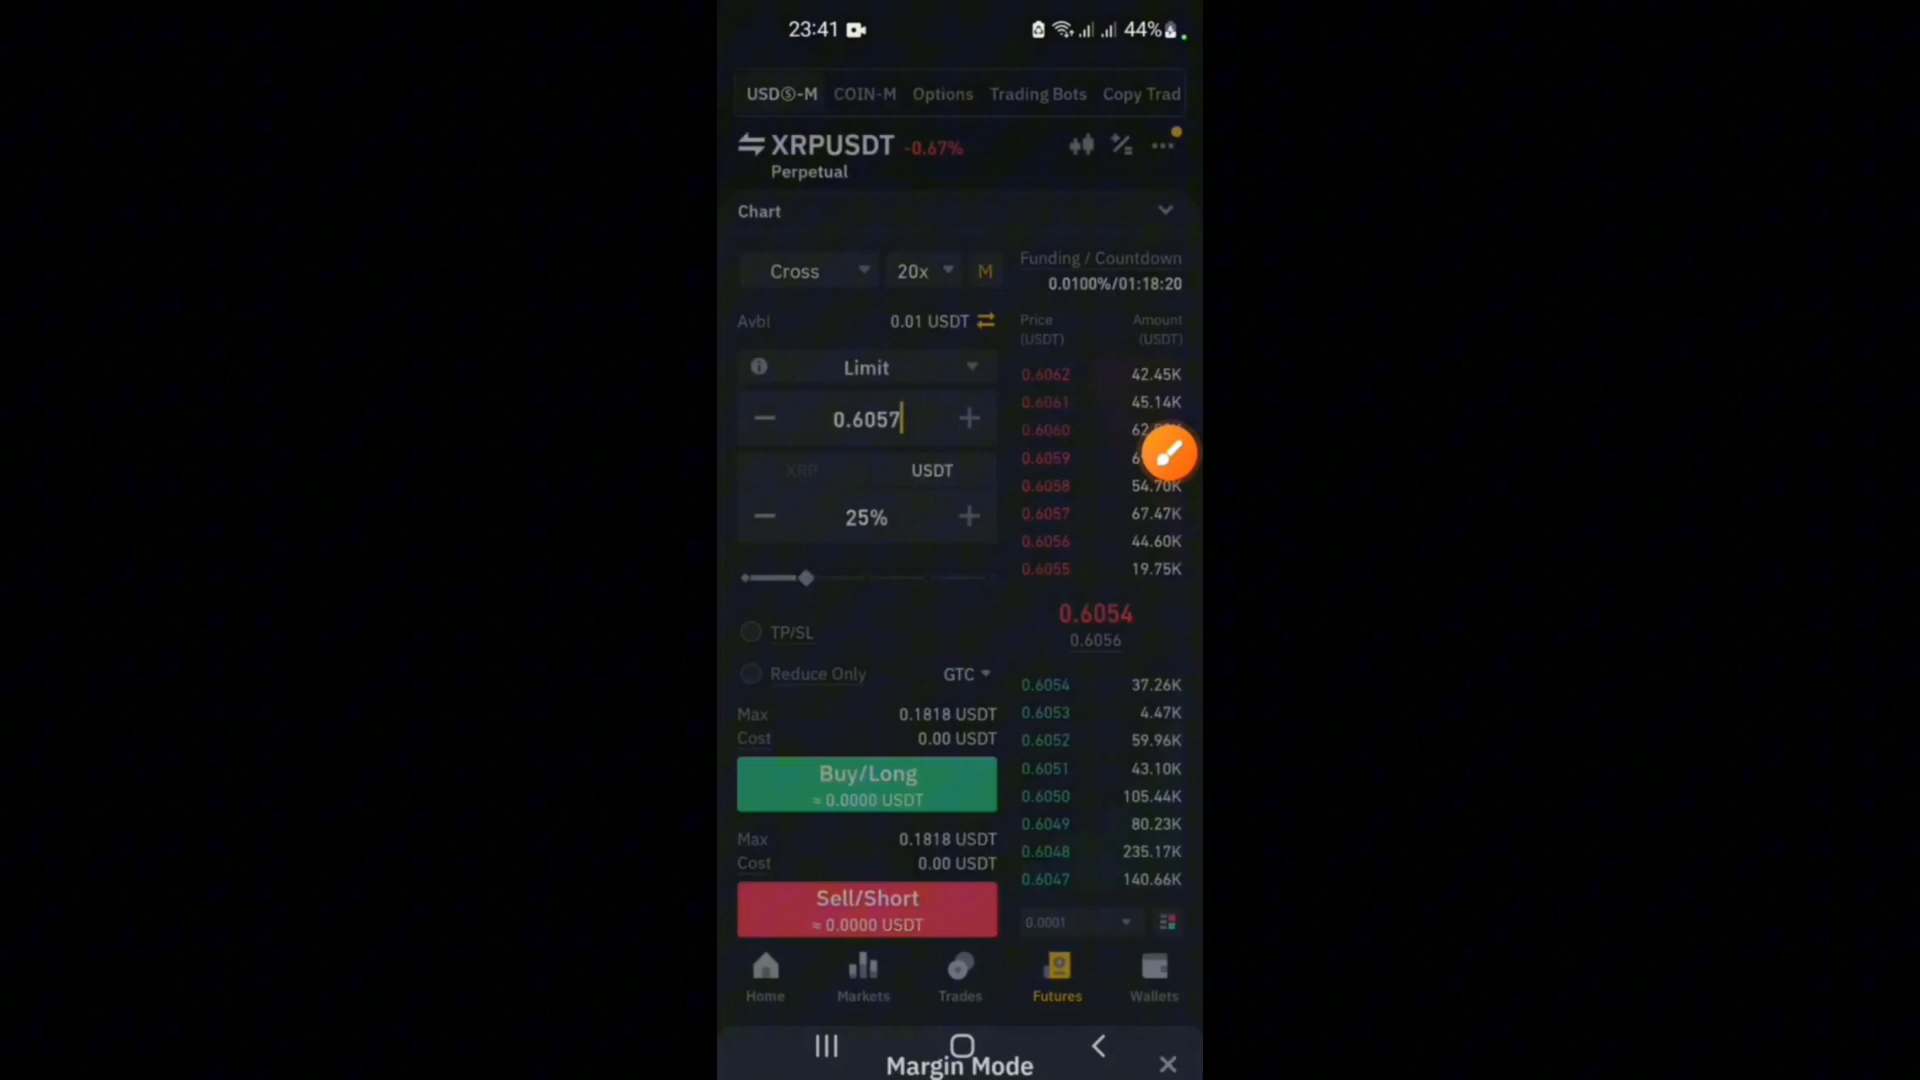 23:41 44%
USDⓈ-M COIN-M Options Trading Bots Copy Trad
XRPUSDT -0.67%
Perpetual
Chart
Cross 20x M
Funding / Countdown
0.0100%/01:18:20
Avbl 0.01 USDT
Limit
0.6057
XRP USDT
25%
TP/SL
Reduce Only GTC
Max 0.1818 USDT
Cost 0.00 USDT
Buy/Long
≈ 0.0000 USDT
Max 0.1818 USDT
Cost 0.00 USDT
Sell/Short
≈ 0.0000 USDT
Price Amount
(USDT) (USDT)
0.6062 42.45K
0.6061 45.14K
0.6060
0.6059
0.6058 54.70K
0.6057 67.47K
0.6056 44.60K
0.6055 19.75K
0.6054
0.6056
0.6054 37.26K
0.6053 4.47K
0.6052 59.96K
0.6051 43.10K
0.6050 105.44K
0.6049 80.23K
0.6048 235.17K
0.6047 140.66K
0.0001
Home Markets Trades Futures Wallets
Margin Mode